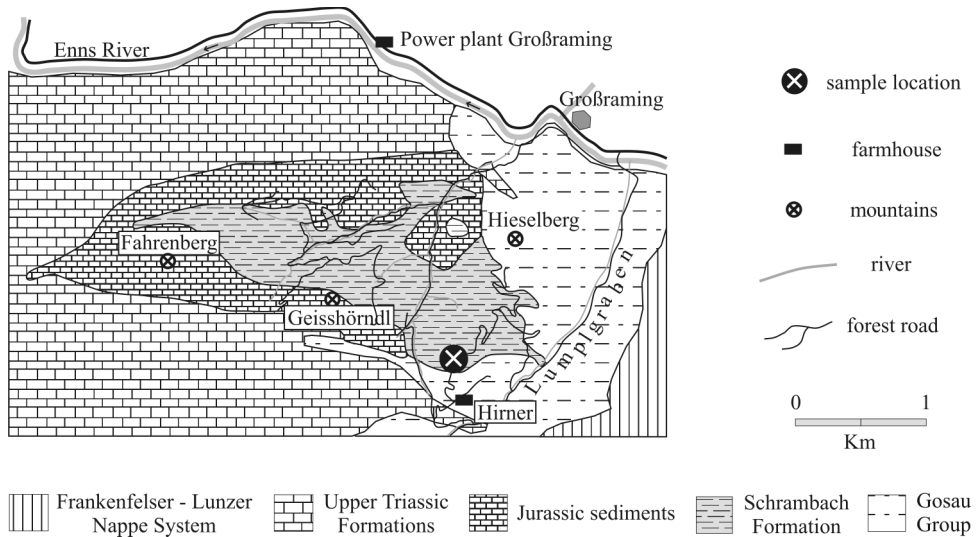 Enns River
Power plant Großraming
Großraming
Hieselberg
Fahrenberg
Geisshörndl
Lumplgraben
Hirner
sample location
farmhouse
mountains
river
forest road
0 1
Km
Frankenfelser - Lunzer
Nappe System
Upper Triassic
Formations
Jurassic sediments
Schrambach
Formation
Gosau
Group